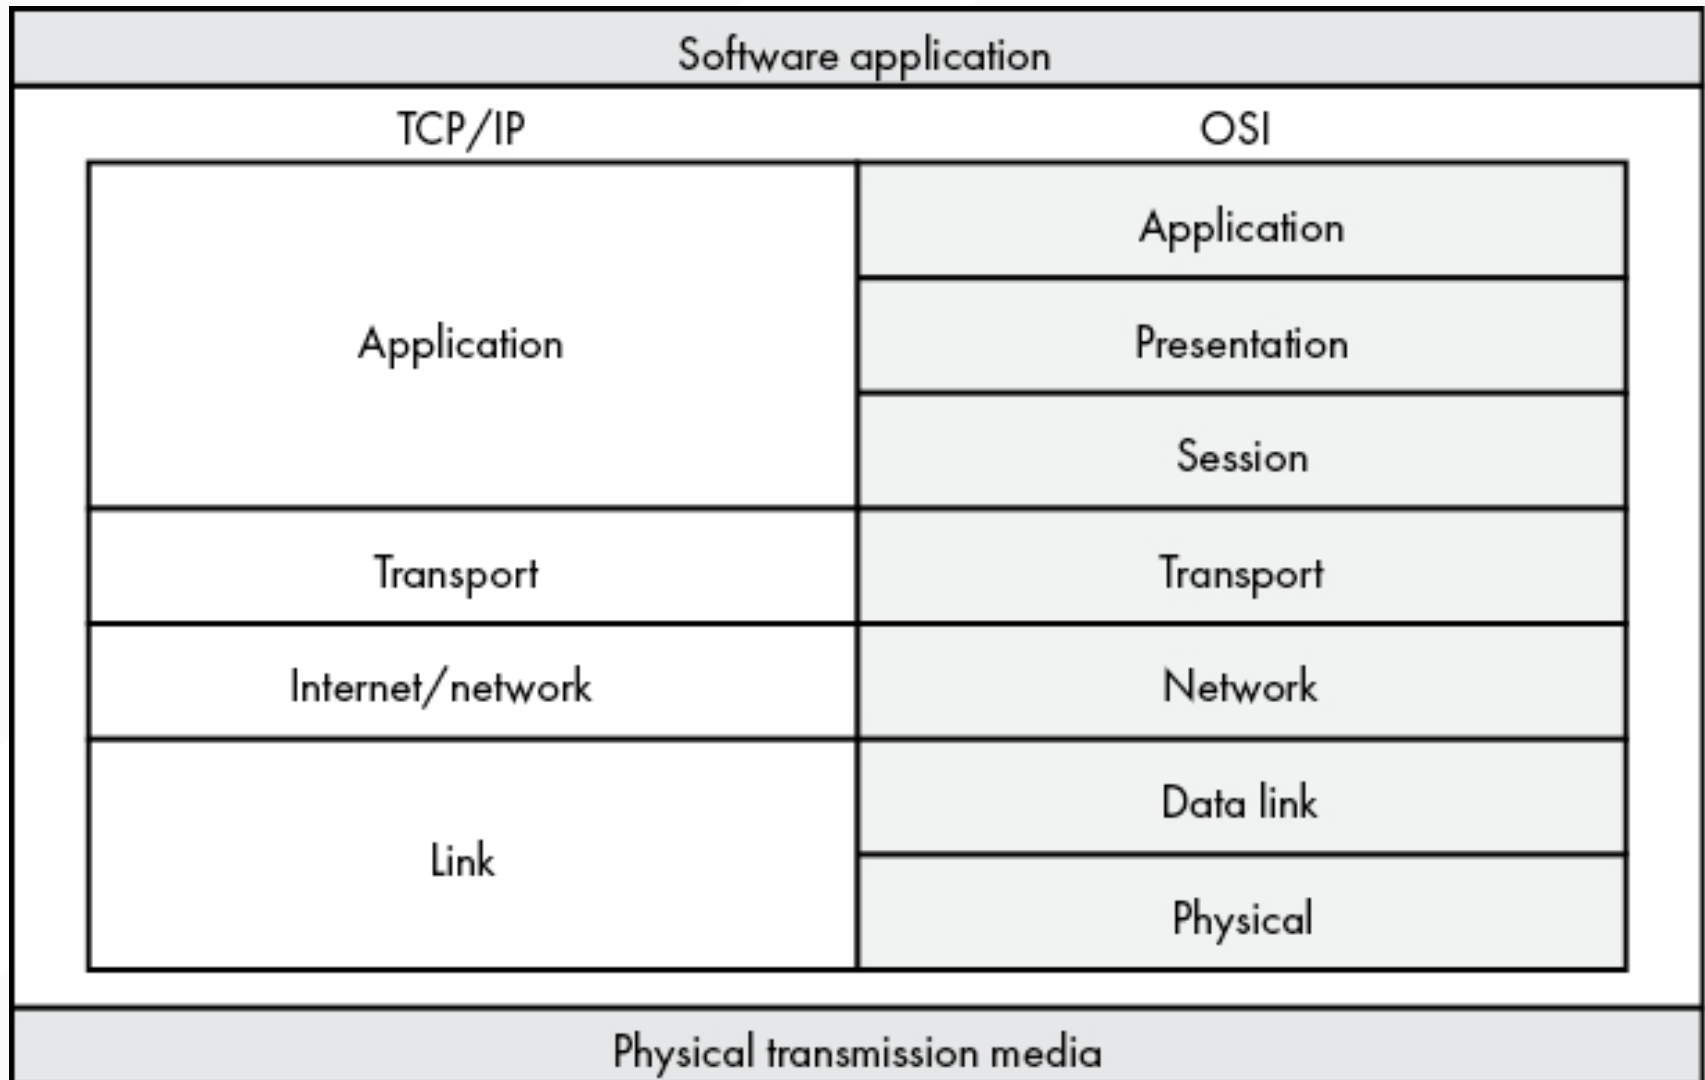 Software application
TCP/IP
OSI
Application
Application
Presentation
Session
Transport
Transport
Internet/network
Network
Link
Data link
Physical
Physical transmission media